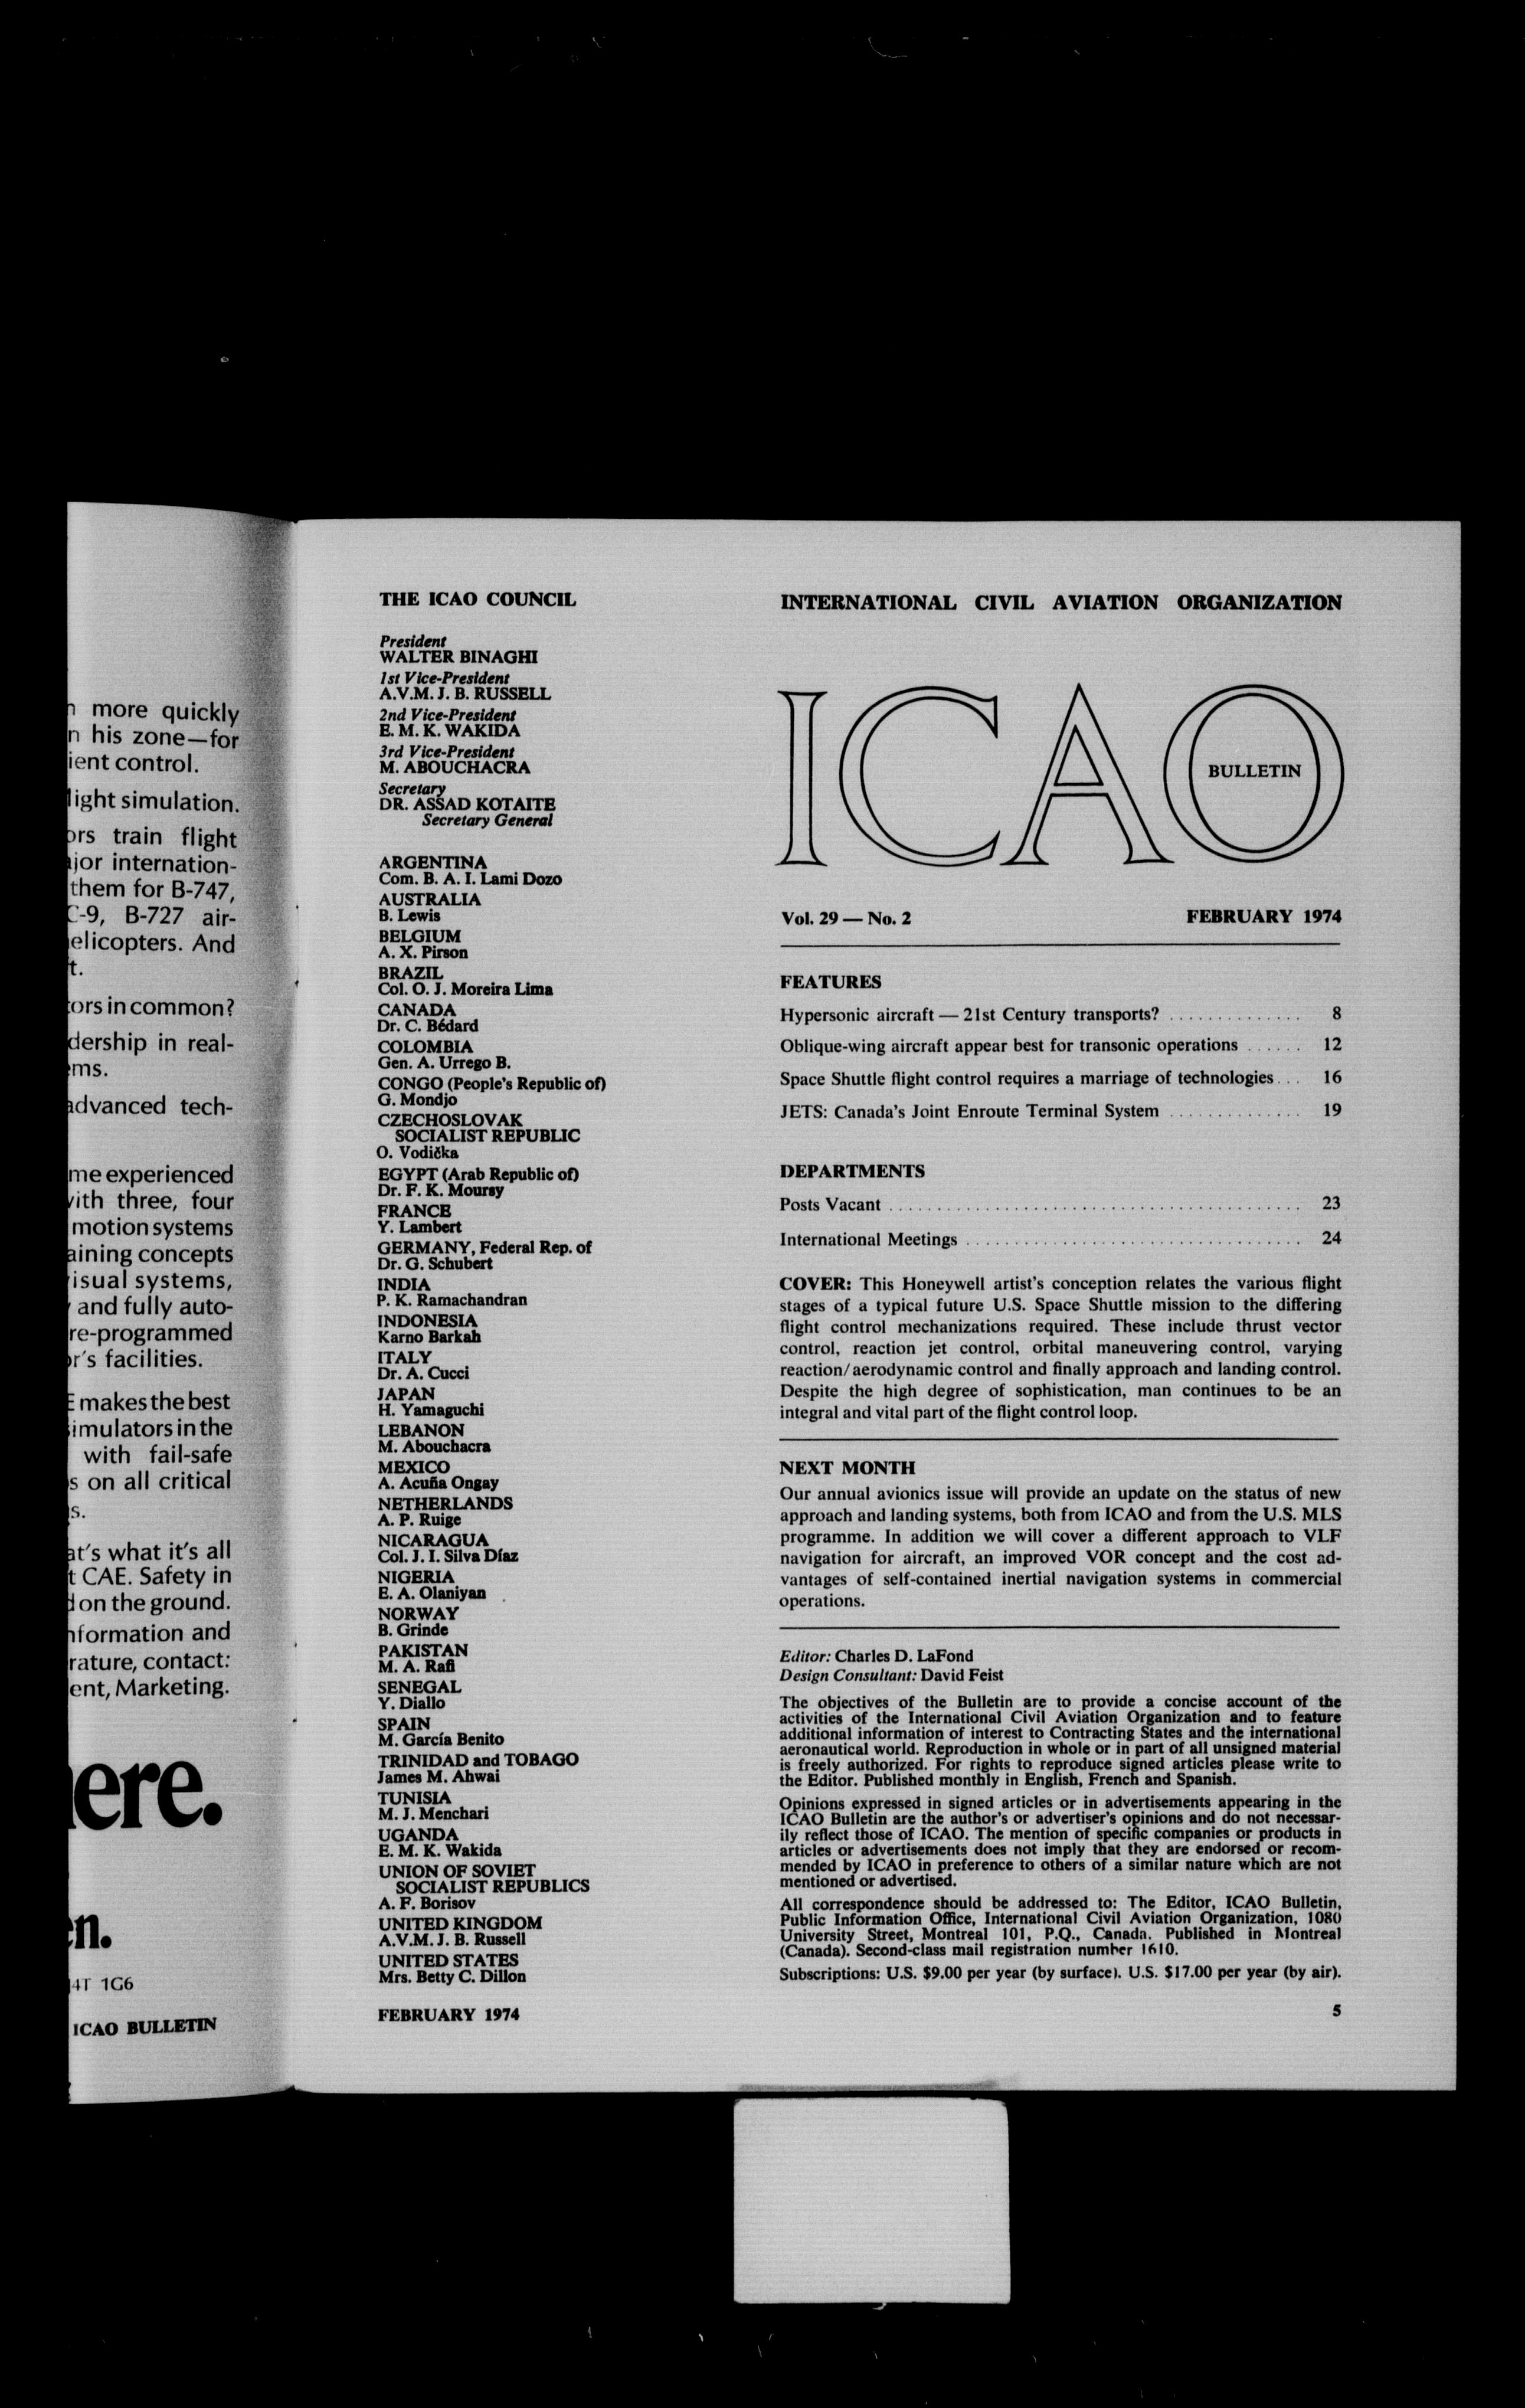 n more quickly
n his zone—for
ient control.
light simulation.
ors train flight
ajor internation-
them for B-747,
C-9, B-727 air-
elicopters. And
t.
ors in common?
dership in real-
ms.
advanced tech-
me experienced
with three, four
motion systems
aining concepts
visual systems,
and fully auto-
re-programmed
or's facilities.
E makes the best
imulators in the
with fail-safe
s on all critical
s.
at's what it's all
t CAE. Safety in
d on the ground.
nformation and
rature, contact:
ent, Marketing.
ere.
en.
4T 1G6
ICAO BULLETIN
THE ICAO COUNCIL
President
WALTER BINAGHI
1st Vice-President
A.V.M. J. B. RUSSELL
2nd Vice-President
E. M. K. WAKIDA
3rd Vice-President
M. ABOUCHACRA
Secretary
DR. ASSAD KOTAITE
Secretary General
ARGENTINA
Com. B. A. I. Lami Dozo
AUSTRALIA
B. Lewis
BELGIUM
A. X. Pirson
BRAZIL
Col. O. J. Moreira Lima
CANADA
Dr. C. Bédard
COLOMBIA
Gen. A. Urrego B.
CONGO (People's Republic of)
G. Mondjo
CZECHOSLOVAK
SOCIALIST REPUBLIC
O. Vodička
EGYPT (Arab Republic of)
Dr. F. K. Moursy
FRANCE
Y. Lambert
GERMANY, Federal Rep. of
Dr. G. Schubert
INDIA
P. K. Ramachandran
INDONESIA
Karno Barkah
ITALY
Dr. A. Cucci
JAPAN
H. Yamaguchi
LEBANON
M. Abouchacra
MEXICO
A. Acuña Ongay
NETHERLANDS
A. P. Ruige
NICARAGUA
Col. J. I. Silva Díaz
NIGERIA
E. A. Olaniyan
NORWAY
B. Grinde
PAKISTAN
M. A. Rafi
SENEGAL
Y. Diallo
SPAIN
M. García Benito
TRINIDAD and TOBAGO
James M. Ahwai
TUNISIA
M. J. Menchari
UGANDA
E. M. K. Wakida
UNION OF SOVIET
SOCIALIST REPUBLICS
A. F. Borisov
UNITED KINGDOM
A.V.M. J. B. Russell
UNITED STATES
Mrs. Betty C. Dillon
FEBRUARY 1974
INTERNATIONAL CIVIL AVIATION ORGANIZATION
ICAO
BULLETIN
Vol. 29 — No. 2 FEBRUARY 1974
FEATURES
Hypersonic aircraft — 21st Century transports? .............. 8
Oblique-wing aircraft appear best for transonic operations ...... 12
Space Shuttle flight control requires a marriage of technologies... 16
JETS: Canada's Joint Enroute Terminal System .............. 19
DEPARTMENTS
Posts Vacant ........................................... 23
International Meetings ................................... 24
COVER: This Honeywell artist's conception relates the various flight
stages of a typical future U.S. Space Shuttle mission to the differing
flight control mechanizations required. These include thrust vector
control, reaction jet control, orbital maneuvering control, varying
reaction/aerodynamic control and finally approach and landing control.
Despite the high degree of sophistication, man continues to be an
integral and vital part of the flight control loop.
NEXT MONTH
Our annual avionics issue will provide an update on the status of new
approach and landing systems, both from ICAO and from the U.S. MLS
programme. In addition we will cover a different approach to VLF
navigation for aircraft, an improved VOR concept and the cost ad-
vantages of self-contained inertial navigation systems in commercial
operations.
Editor: Charles D. LaFond
Design Consultant: David Feist
The objectives of the Bulletin are to provide a concise account of the
activities of the International Civil Aviation Organization and to feature
additional information of interest to Contracting States and the international
aeronautical world. Reproduction in whole or in part of all unsigned material
is freely authorized. For rights to reproduce signed articles please write to
the Editor. Published monthly in English, French and Spanish.
Opinions expressed in signed articles or in advertisements appearing in the
ICAO Bulletin are the author's or advertiser's opinions and do not necessar-
ily reflect those of ICAO. The mention of specific companies or products in
articles or advertisements does not imply that they are endorsed or recom-
mended by ICAO in preference to others of a similar nature which are not
mentioned or advertised.
All correspondence should be addressed to: The Editor, ICAO Bulletin,
Public Information Office, International Civil Aviation Organization, 1080
University Street, Montreal 101, P.Q., Canada. Published in Montreal
(Canada). Second-class mail registration number 1610.
Subscriptions: U.S. $9.00 per year (by surface). U.S. $17.00 per year (by air).
5